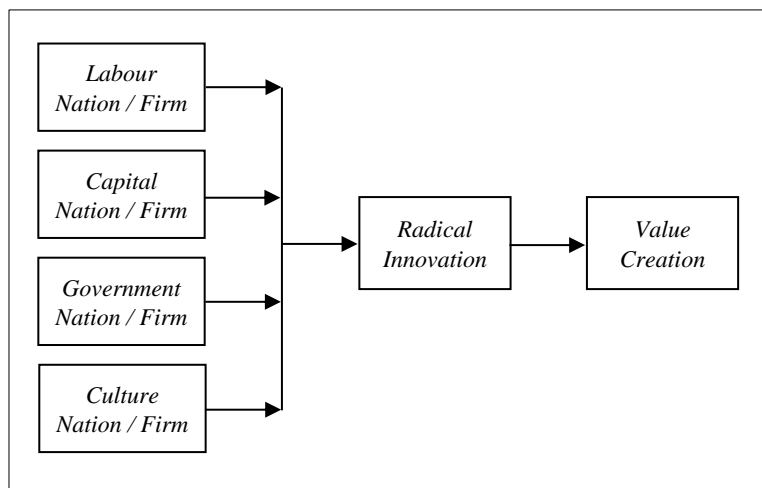 Labour
Nation / Firm
Capital
Nation / Firm
Government
Nation / Firm
Culture
Nation / Firm
Radical
Innovation
Value
Creation